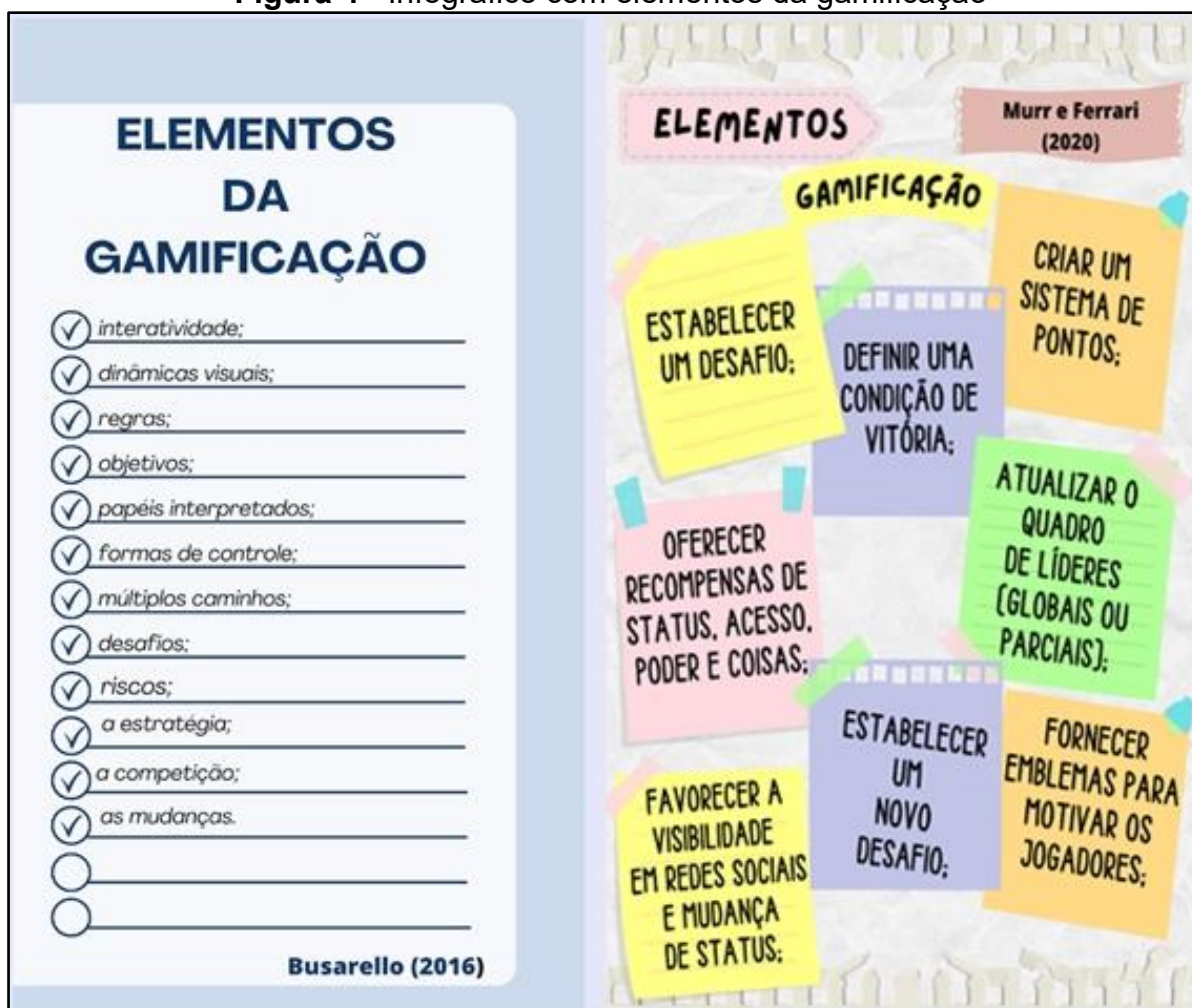 Figura 4 - Infográfico com elementos da gamificação
ELEMENTOS
DA
GAMIFICAÇÃO
interatividade;
dinâmicas visuais;
regras;
objetivos;
papéis interpretados;
formas de controle;
múltiplos caminhos;
desafios;
riscos;
a estratégia;
a competição;
as mudanças.
Busarello (2016)
ELEMENTOS
Murr e Ferrari
(2020)
GAMIFICAÇÃO
ESTABELECER
UM DESAFIO;
DEFINIR UMA
CONDIÇÃO DE
VITÓRIA;
CRIAR UM
SISTEMA DE
PONTOS;
OFERECER
RECOMPENSAS DE
STATUS, ACESSO,
PODER E COISAS;
ATUALIZAR O
QUADRO
DE LÍDERES
(GLOBAIS OU
PARCIAIS);
FAVORECER A
VISIBILIDADE
EM REDES SOCIAIS
E MUDANÇA
DE STATUS;
ESTABELECER
UM
NOVO
DESAFIO;
FORNECER
EMBLEMAS PARA
MOTIVAR OS
JOGADORES;